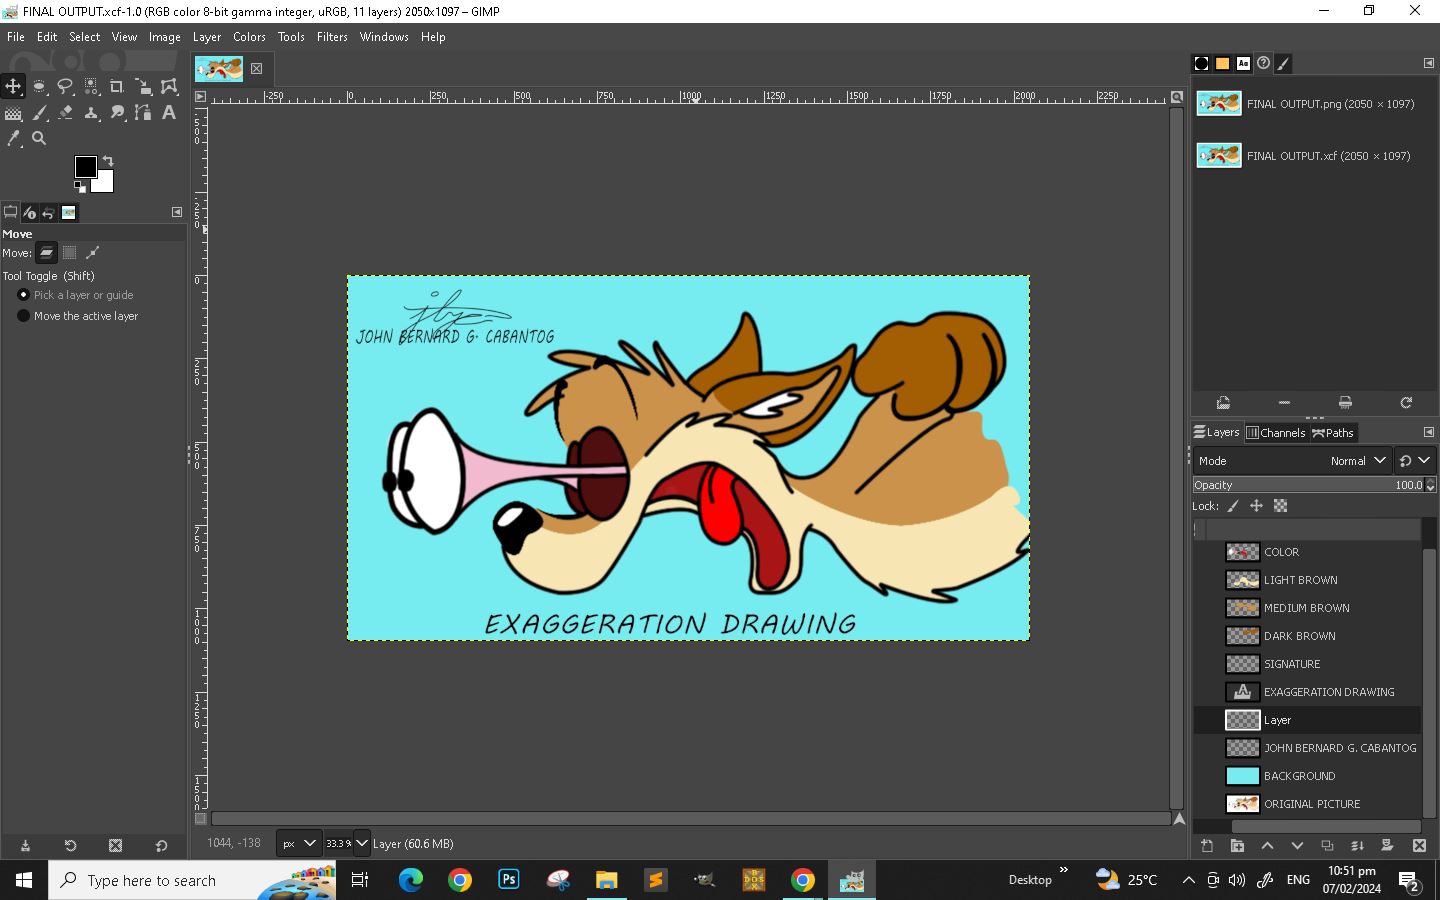 FINAL OUTPUT.xcf-1.0 (RGB color 8-bit gamma integer, uRGB, 11 layers) 2050x1097 – GIMP
File Edit Select View Image Layer Colors Tools Filters Windows Help
-250 0 250 500 750 1000 1250 1500 1750 2000 2250
Move
Move:
Tool Toggle (Shift)
Pick a layer or guide
Move the active layer
JOHN BERNARD G. CABANTOG
EXAGGERATION DRAWING
FINAL OUTPUT.png (2050 × 1097)
FINAL OUTPUT.xcf (2050 × 1097)
Layers Channels Paths
Mode Normal
Opacity 100.0
Lock:
COLOR
LIGHT BROWN
MEDIUM BROWN
DARK BROWN
SIGNATURE
EXAGGERATION DRAWING
Layer
JOHN BERNARD G. CABANTOG
BACKGROUND
ORIGINAL PICTURE
1044, -138 px 33.3 % Layer (60.6 MB)
Type here to search
Ps
DOS
Desktop
25°C
ENG
10:51 pm
07/02/2024
2